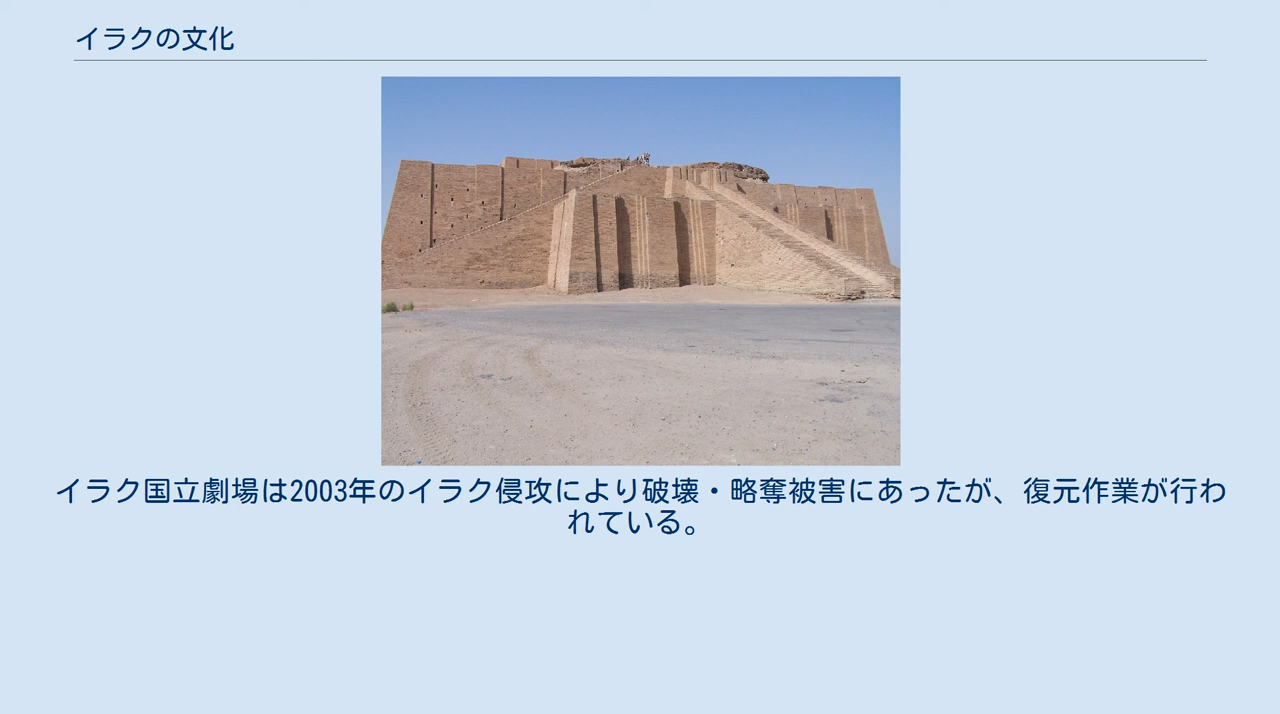 イラクの文化
イラク国立劇場は2003年のイラク侵攻により破壊・略奪被害にあったが、復元作業が行わ
れている。